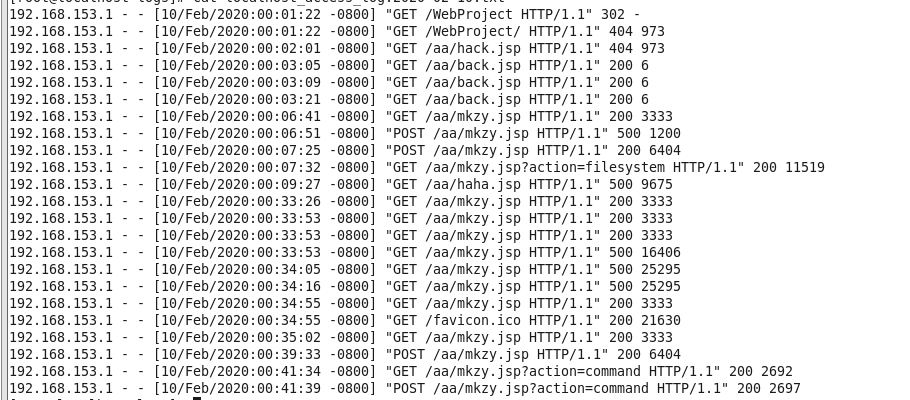 192.168.153.1 - - [10/Feb/2020:00:01:22 -0800] "GET /WebProject HTTP/1.1" 302 -
192.168.153.1 - - [10/Feb/2020:00:01:22 -0800] "GET /WebProject/ HTTP/1.1" 404 973
192.168.153.1 - - [10/Feb/2020:00:02:01 -0800] "GET /aa/hack.jsp HTTP/1.1" 404 973
192.168.153.1 - - [10/Feb/2020:00:03:05 -0800] "GET /aa/back.jsp HTTP/1.1" 200 6
192.168.153.1 - - [10/Feb/2020:00:03:09 -0800] "GET /aa/back.jsp HTTP/1.1" 200 6
192.168.153.1 - - [10/Feb/2020:00:03:21 -0800] "GET /aa/back.jsp HTTP/1.1" 200 6
192.168.153.1 - - [10/Feb/2020:00:06:41 -0800] "GET /aa/mkzy.jsp HTTP/1.1" 200 3333
192.168.153.1 - - [10/Feb/2020:00:06:51 -0800] "POST /aa/mkzy.jsp HTTP/1.1" 500 1200
192.168.153.1 - - [10/Feb/2020:00:07:25 -0800] "POST /aa/mkzy.jsp HTTP/1.1" 200 6404
192.168.153.1 - - [10/Feb/2020:00:07:32 -0800] "GET /aa/mkzy.jsp?action=filesystem HTTP/1.1" 200 11519
192.168.153.1 - - [10/Feb/2020:00:09:27 -0800] "GET /aa/haha.jsp HTTP/1.1" 500 9675
192.168.153.1 - - [10/Feb/2020:00:33:26 -0800] "GET /aa/mkzy.jsp HTTP/1.1" 200 3333
192.168.153.1 - - [10/Feb/2020:00:33:53 -0800] "GET /aa/mkzy.jsp HTTP/1.1" 200 3333
192.168.153.1 - - [10/Feb/2020:00:33:53 -0800] "GET /aa/mkzy.jsp HTTP/1.1" 200 3333
192.168.153.1 - - [10/Feb/2020:00:33:53 -0800] "GET /aa/mkzy.jsp HTTP/1.1" 500 16406
192.168.153.1 - - [10/Feb/2020:00:34:05 -0800] "GET /aa/mkzy.jsp HTTP/1.1" 500 25295
192.168.153.1 - - [10/Feb/2020:00:34:16 -0800] "GET /aa/mkzy.jsp HTTP/1.1" 500 25295
192.168.153.1 - - [10/Feb/2020:00:34:55 -0800] "GET /aa/mkzy.jsp HTTP/1.1" 200 3333
192.168.153.1 - - [10/Feb/2020:00:34:55 -0800] "GET /favicon.ico HTTP/1.1" 200 21630
192.168.153.1 - - [10/Feb/2020:00:35:02 -0800] "GET /aa/mkzy.jsp HTTP/1.1" 200 3333
192.168.153.1 - - [10/Feb/2020:00:39:33 -0800] "POST /aa/mkzy.jsp HTTP/1.1" 200 6404
192.168.153.1 - - [10/Feb/2020:00:41:34 -0800] "GET /aa/mkzy.jsp?action=command HTTP/1.1" 200 2692
192.168.153.1 - - [10/Feb/2020:00:41:39 -0800] "POST /aa/mkzy.jsp?action=command HTTP/1.1" 200 2697